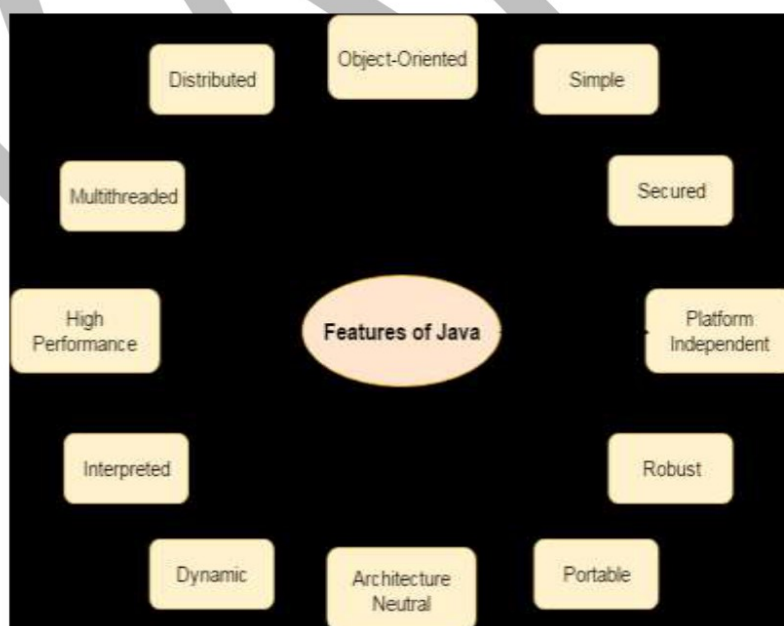 Object-Oriented
Distributed
Simple
Multithreaded
Secured
High
Performance
Features of Java
Platform
Independent
Interpreted
Robust
Dynamic
Architecture
Neutral
Portable